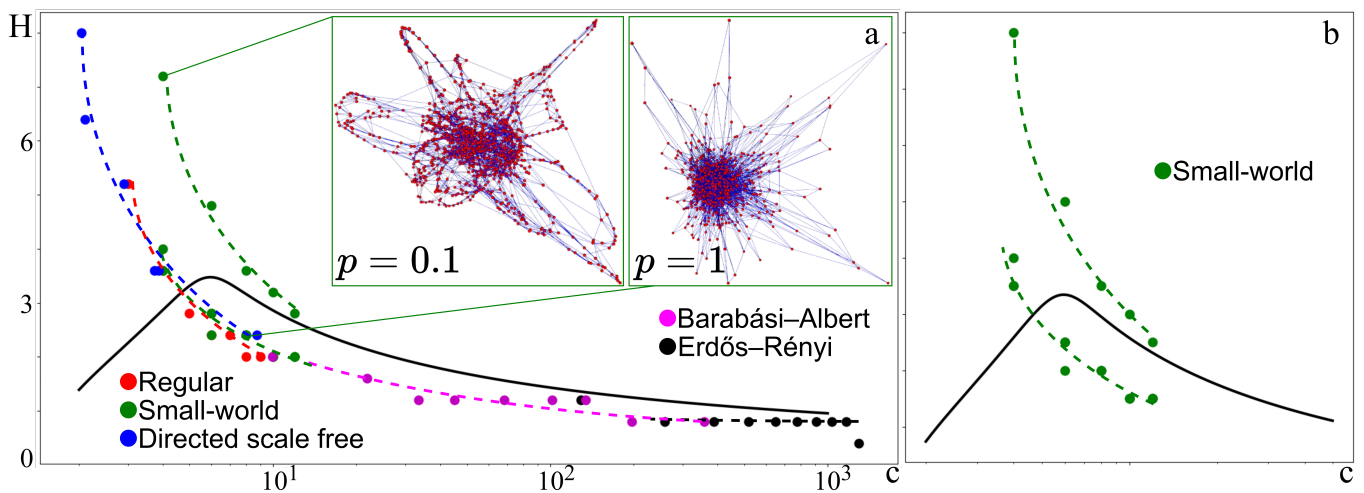 H
a
b
6
3
0
p = 0.1
p = 1
Barabási–Albert
Erdős–Rényi
Regular
Small-world
Directed scale free
Small-world
10¹
10²
10³
c
c